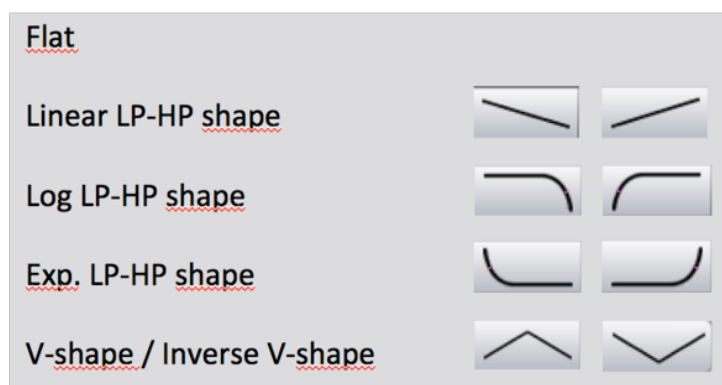 Flat
Linear LP-HP shape
Log LP-HP shape
Exp. LP-HP shape
V-shape / Inverse V-shape